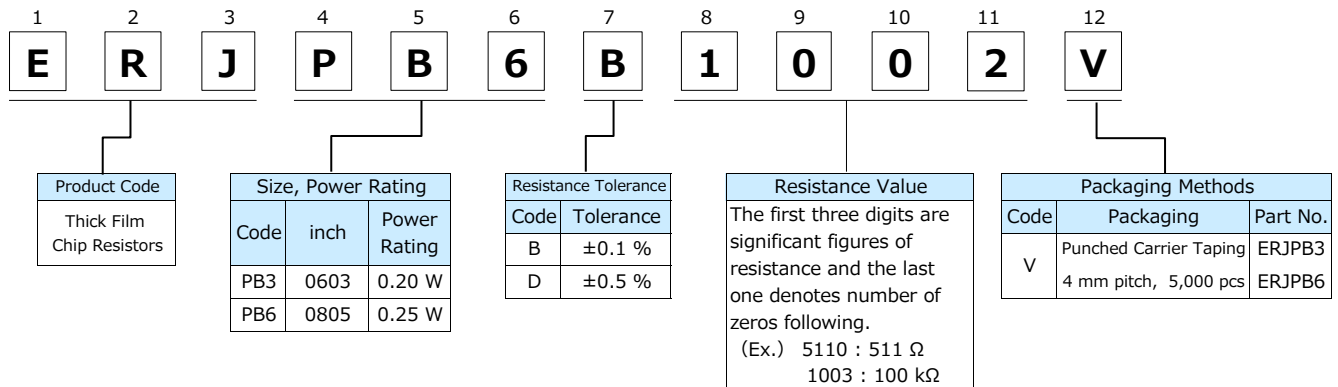 1 2 3 4 5 6 7 8 9 10 11 12
E R J P B 6 B 1 0 0 2 V
Product Code
Thick Film
Chip Resistors
Size, Power Rating
Code inch Power Rating
PB3 0603 0.20 W
PB6 0805 0.25 W
Resistance Tolerance
Code Tolerance
B ±0.1 %
D ±0.5 %
Resistance Value
The first three digits are
significant figures of
resistance and the last
one denotes number of
zeros following.
(Ex.) 5110 : 511 Ω
1003 : 100 kΩ
Packaging Methods
Code Packaging Part No.
V Punched Carrier Taping ERJPB3
4 mm pitch, 5,000 pcs ERJPB6